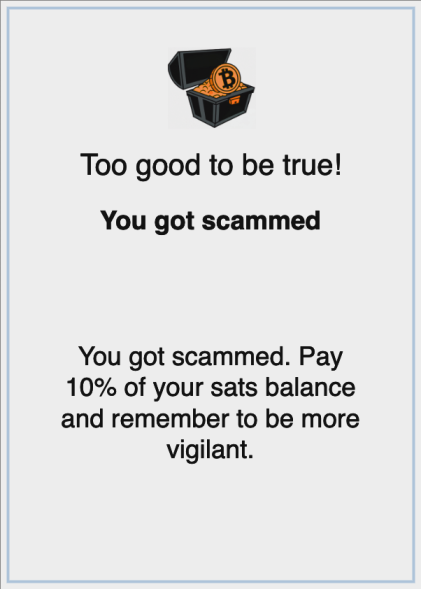 Too good to be true!
You got scammed
You got scammed. Pay
10% of your sats balance
and remember to be more
vigilant.